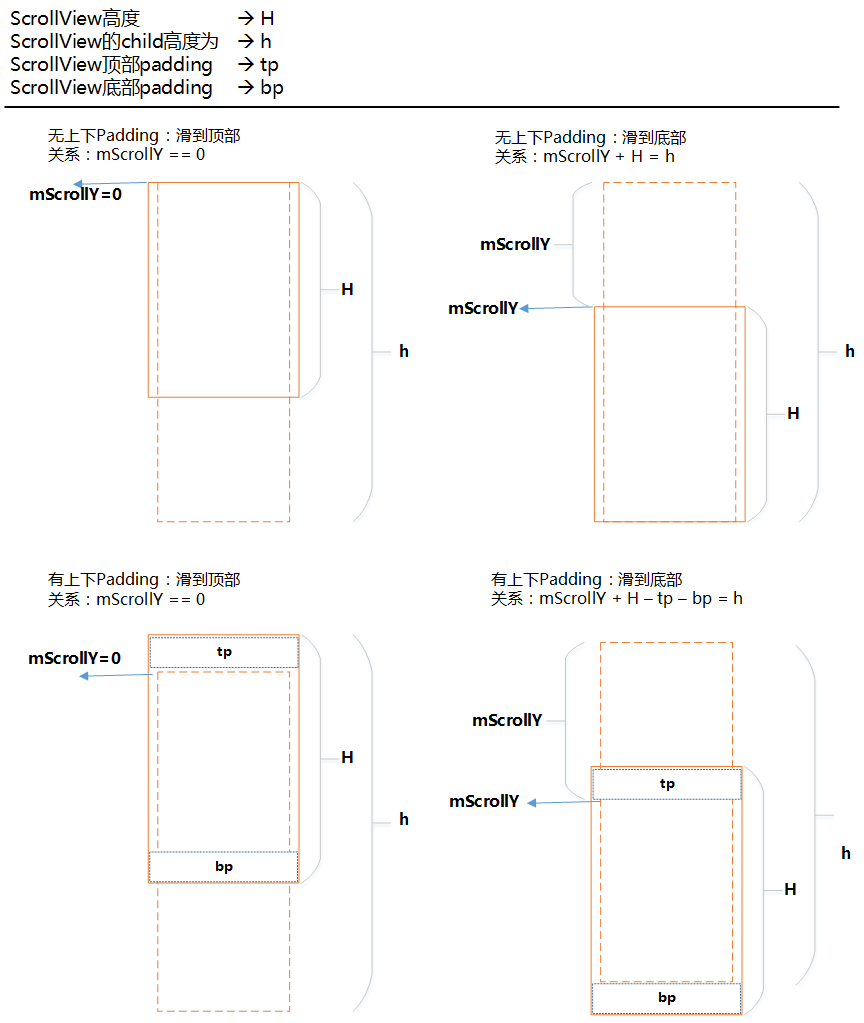 ScrollView高度 → H
ScrollView的child高度为 → h
ScrollView顶部padding → tp
ScrollView底部padding → bp
无上下Padding：滑到顶部
关系：mScrollY == 0
mScrollY=0
H
h
无上下Padding：滑到底部
关系：mScrollY + H = h
mScrollY
mScrollY
H
h
有上下Padding：滑到顶部
关系：mScrollY == 0
tp
mScrollY=0
H
h
bp
有上下Padding：滑到底部
关系：mScrollY + H – tp – bp = h
mScrollY
tp
mScrollY
h
H
bp